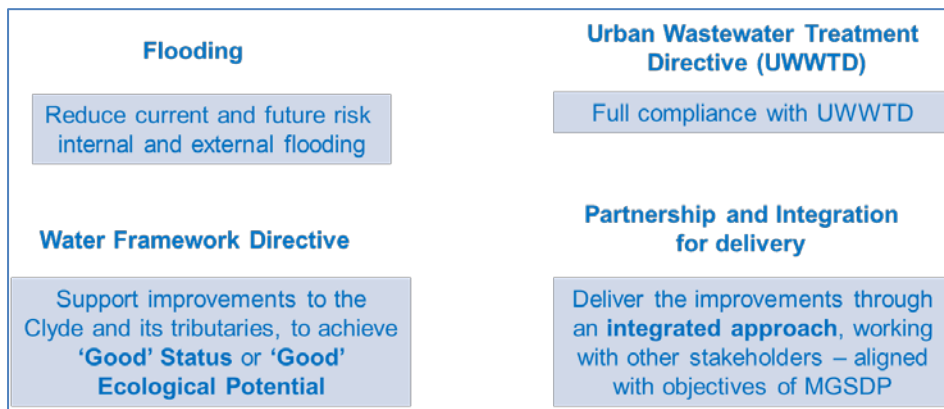 Flooding
Reduce current and future risk
internal and external flooding
Urban Wastewater Treatment
Directive (UWWTD)
Full compliance with UWWTD
Water Framework Directive
Support improvements to the
Clyde and its tributaries, to achieve
‘Good’ Status or ‘Good’
Ecological Potential
Partnership and Integration
for delivery
Deliver the improvements through
an integrated approach, working
with other stakeholders – aligned
with objectives of MGSDP